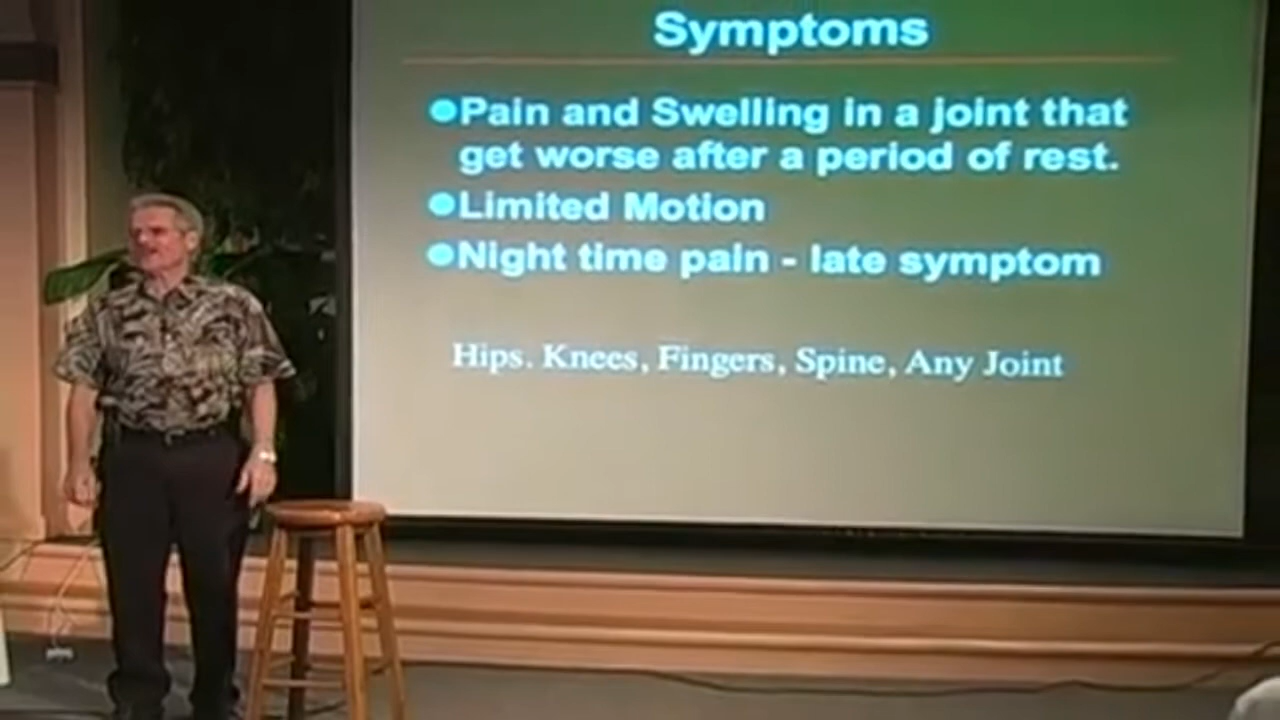 Symptoms
●Pain and Swelling in a joint that
get worse after a period of rest.
●Limited Motion
●Night time pain - late symptom
Hips. Knees, Fingers, Spine, Any Joint